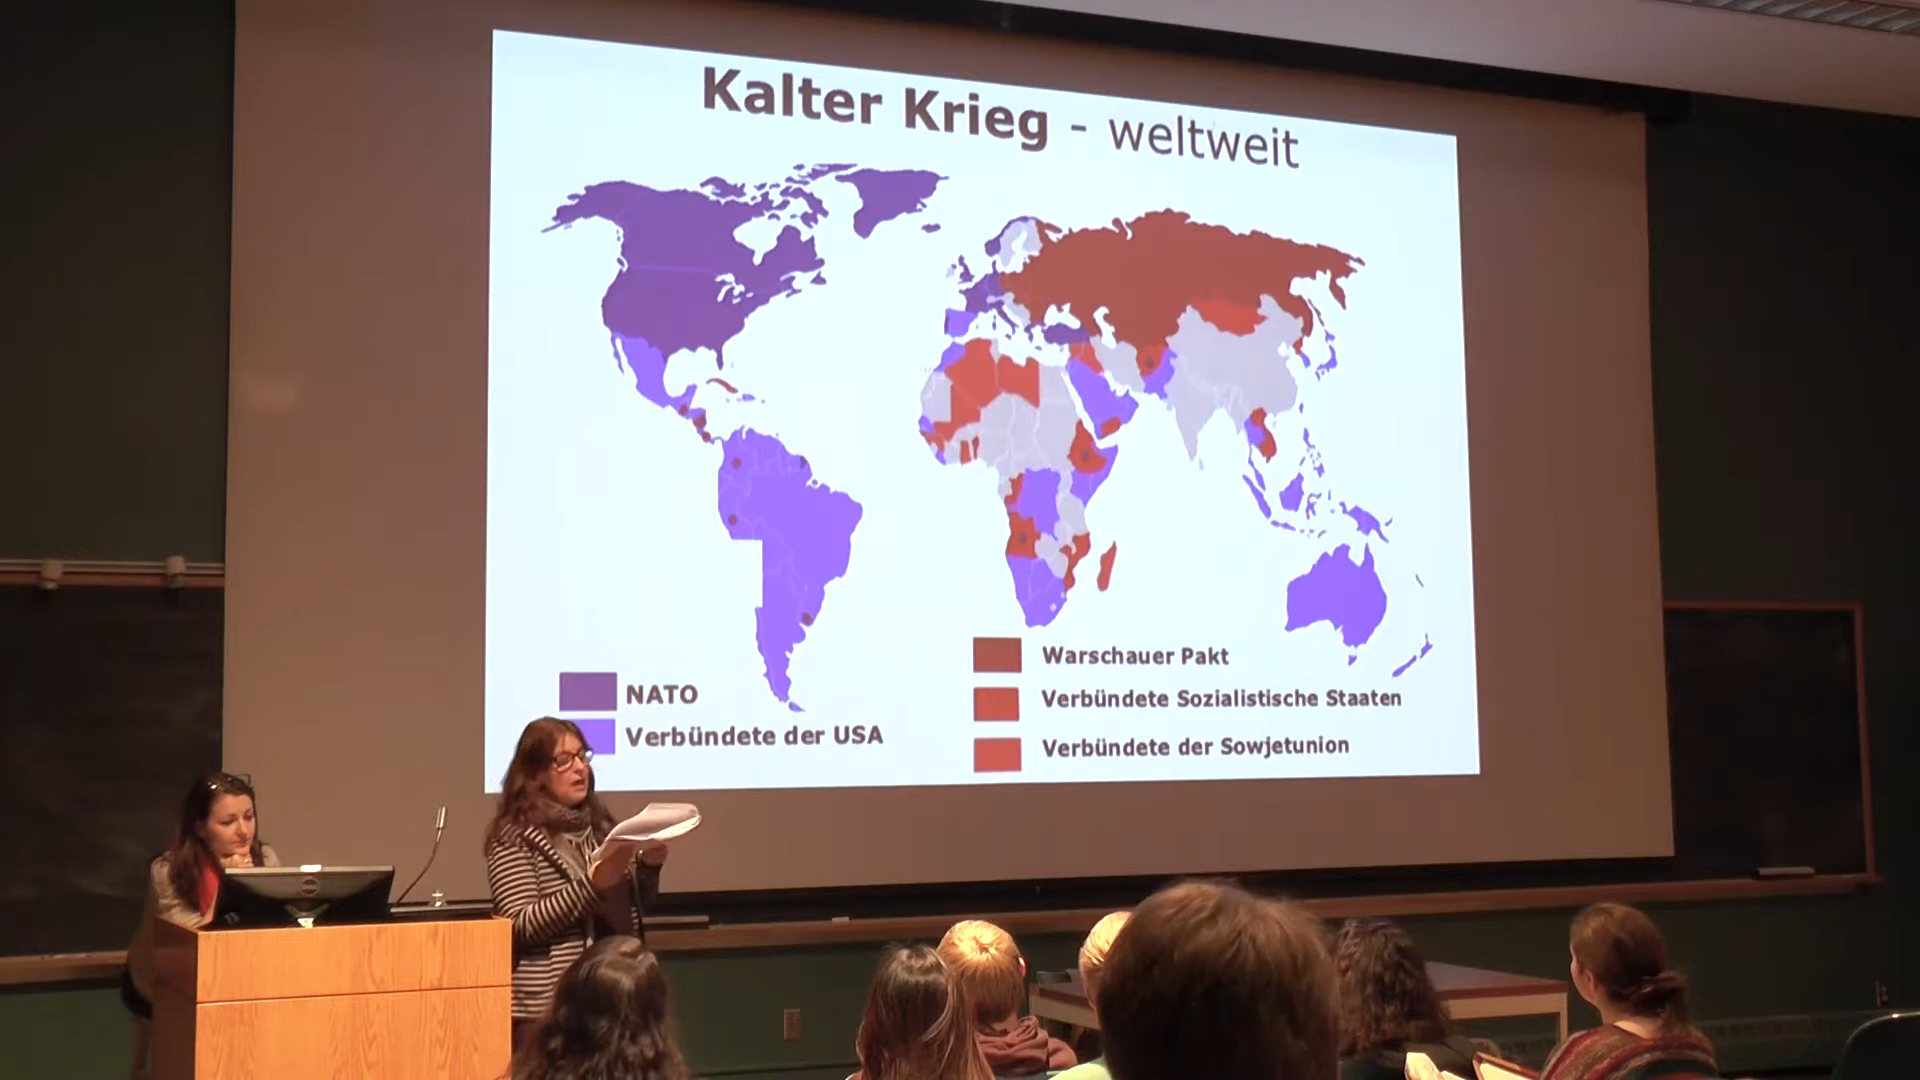 Kalter Krieg - weltweit
NATO
Verbündete der USA
Warschauer Pakt
Verbündete Sozialistische Staaten
Verbündete der Sowjetunion